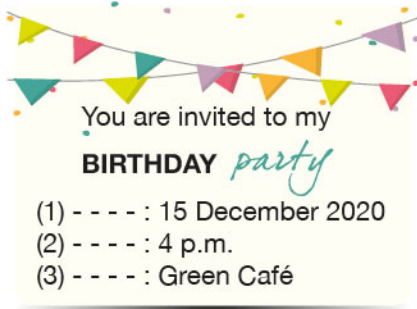 You are invited to my
BIRTHDAY party
(1) - - - - : 15 December 2020
(2) - - - - : 4 p.m.
(3) - - - - : Green Café